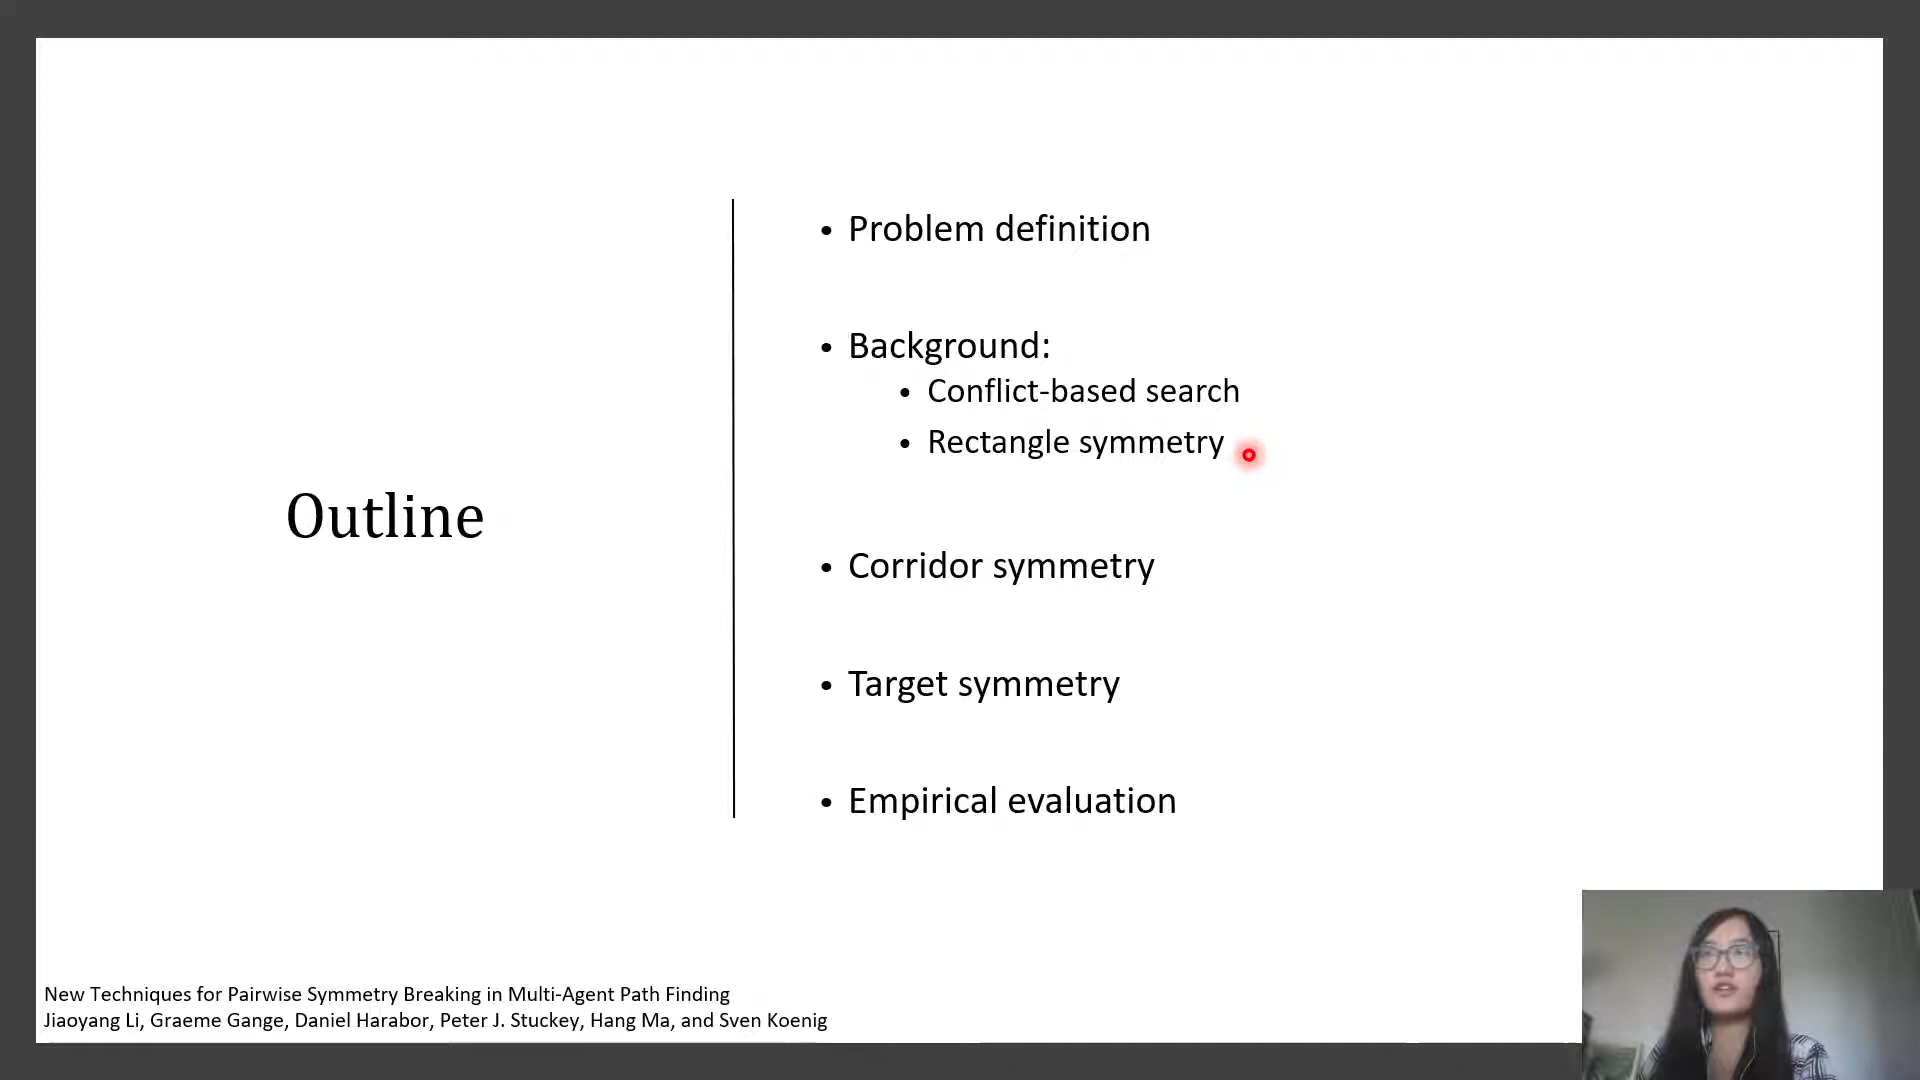 Outline
Problem definition
Background:
Conflict-based search
Rectangle symmetry
Corridor symmetry
Target symmetry
Empirical evaluation
New Techniques for Pairwise Symmetry Breaking in Multi-Agent Path Finding
Jiaoyang Li, Graeme Gange, Daniel Harabor, Peter J. Stuckey, Hang Ma, and Sven Koenig